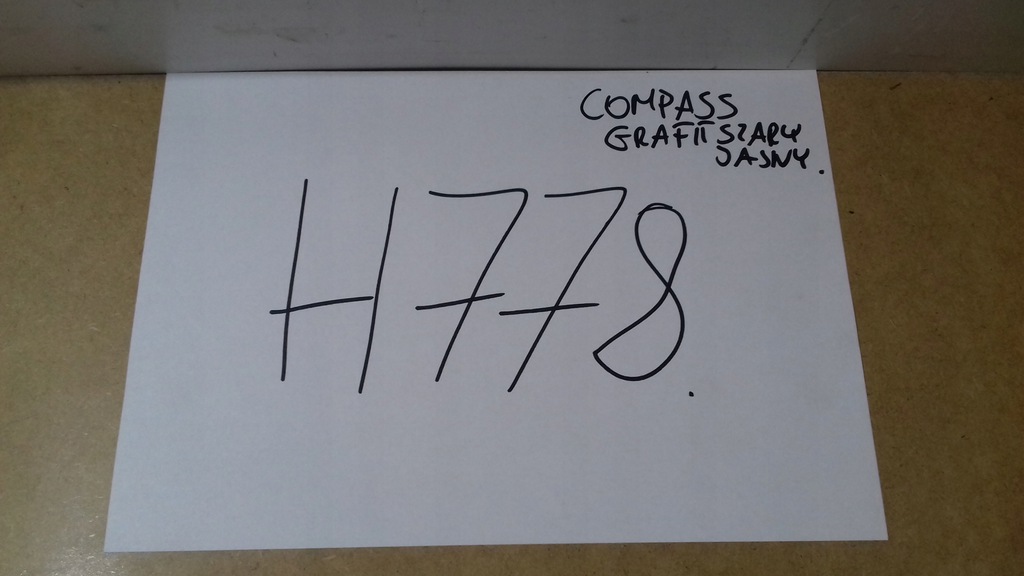 COMPASS
GRAFIT SZARY
JASNY.
H778.